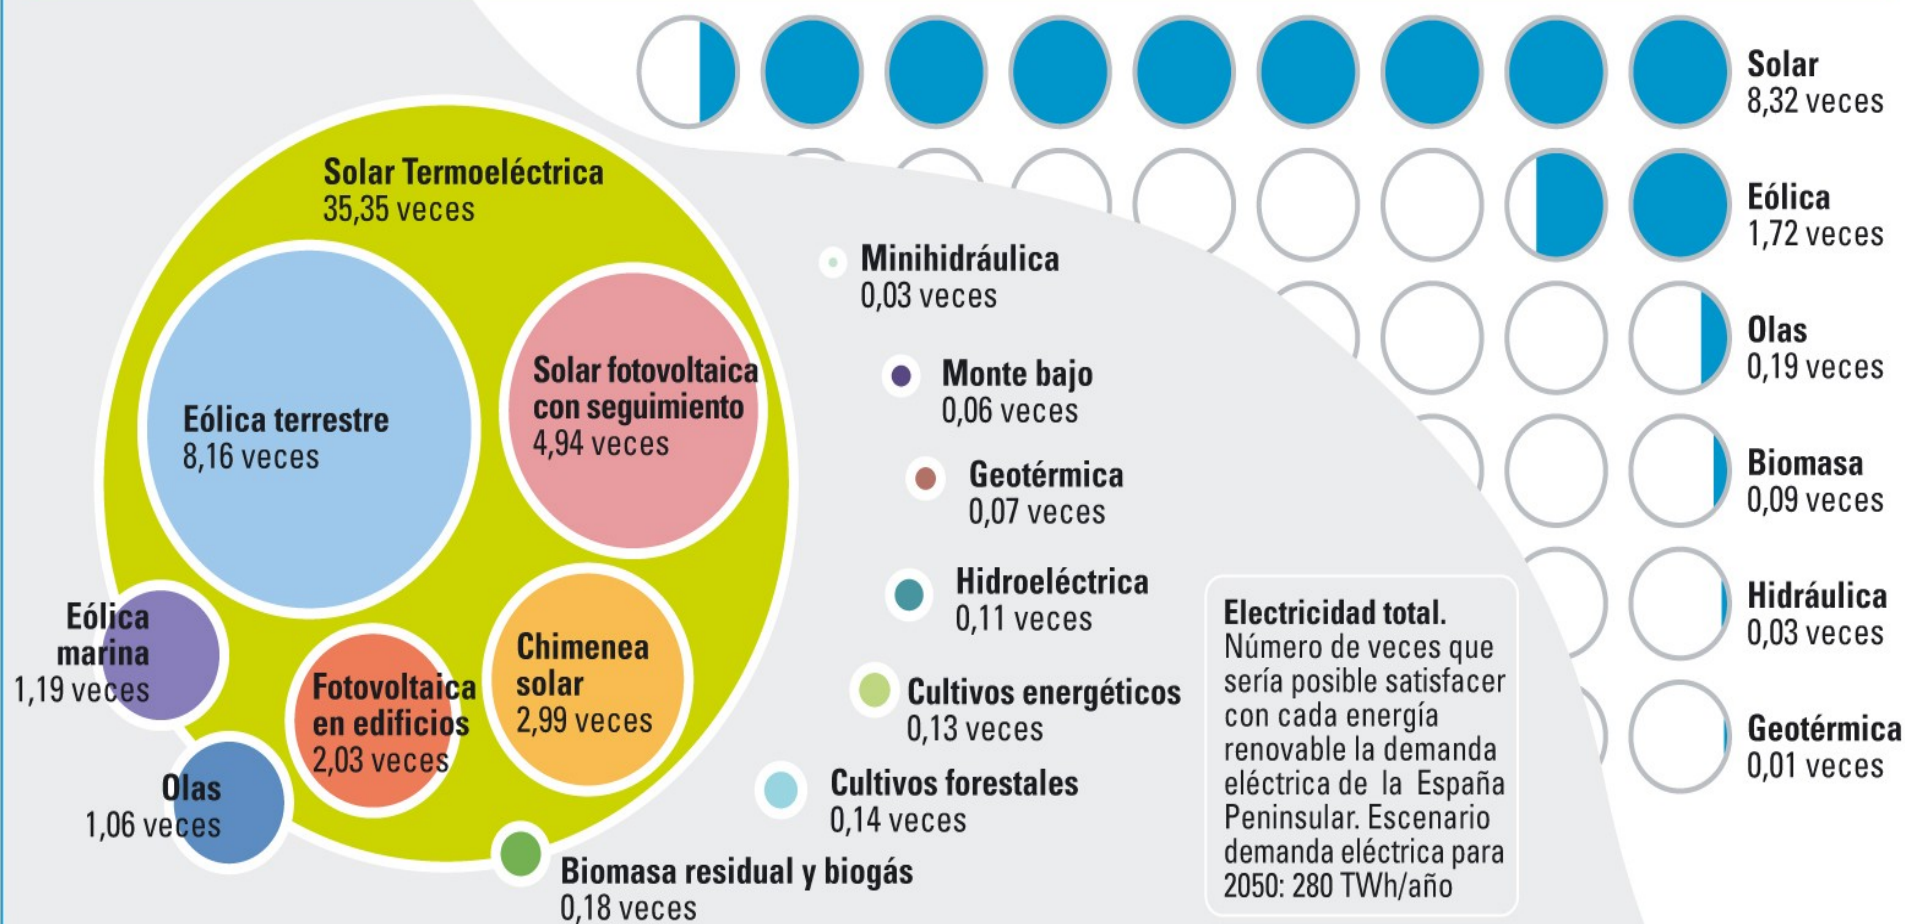 Solar Termoeléctrica
35,35 veces
Eólica terrestre
8,16 veces
Solar fotovoltaica
con seguimiento
4,94 veces
Eólica
marina
1,19 veces
Fotovoltaica
en edificios
2,03 veces
Chimenea
solar
2,99 veces
Olas
1,06 veces
Biomasa residual y biogás
0,18 veces
Minihidráulica
0,03 veces
Monte bajo
0,06 veces
Geotérmica
0,07 veces
Hidroeléctrica
0,11 veces
Cultivos energéticos
0,13 veces
Cultivos forestales
0,14 veces
Electricidad total.
Número de veces que
sería posible satisfacer
con cada energía
renovable la demanda
eléctrica de la España
Peninsular. Escenario
demanda eléctrica para
2050: 280 TWh/año
Solar
8,32 veces
Eólica
1,72 veces
Olas
0,19 veces
Biomasa
0,09 veces
Hidráulica
0,03 veces
Geotérmica
0,01 veces